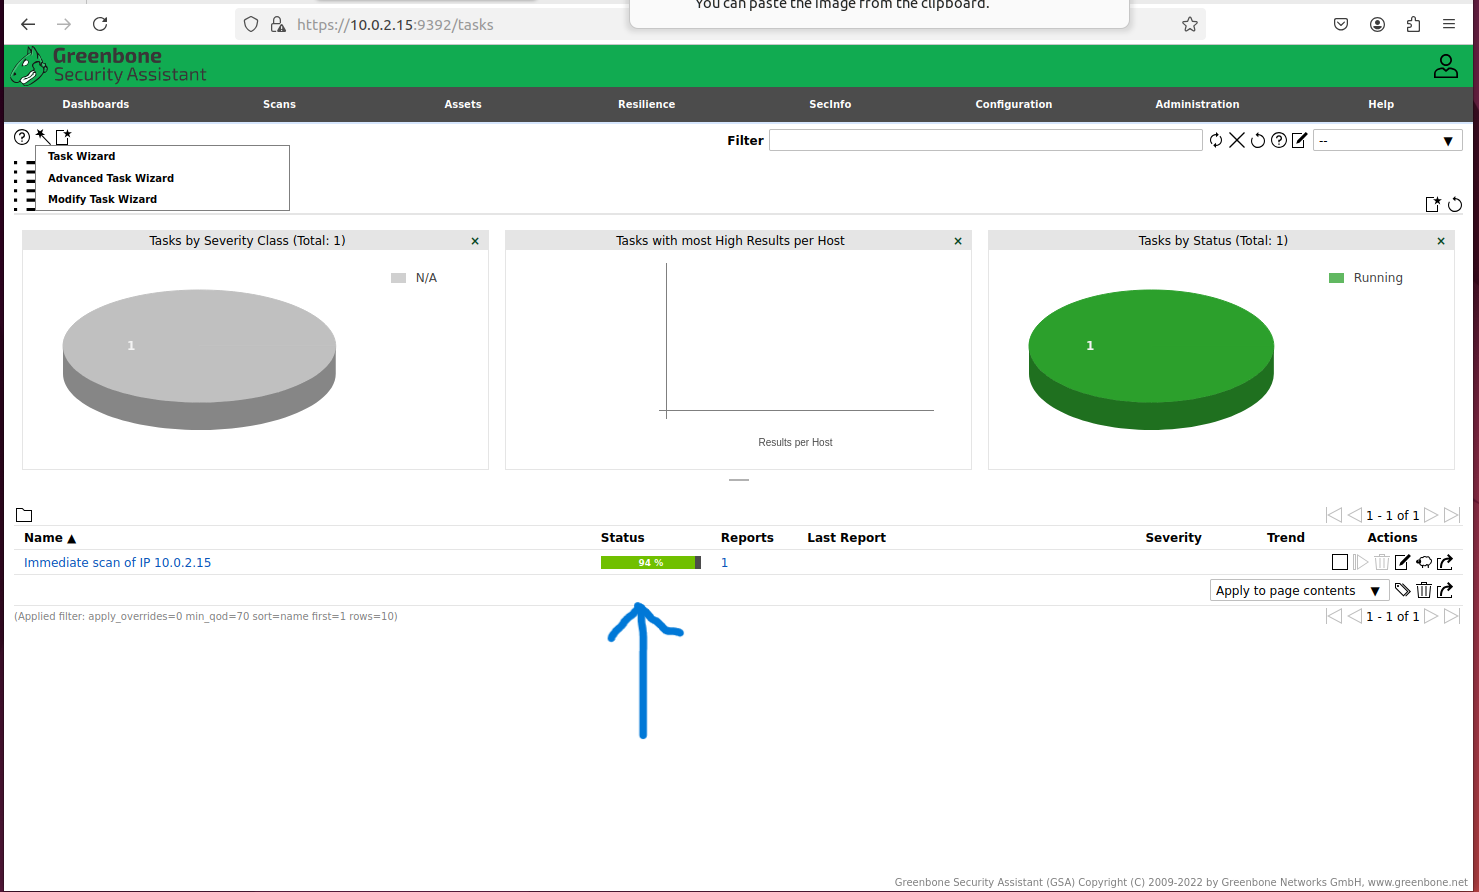 You can paste the image from the clipboard.
https://10.0.2.15:9392/tasks
Greenbone
Security Assistant
Dashboards Scans Assets Resilience SecInfo Configuration Administration Help
Filter --
Task Wizard
Advanced Task Wizard
Modify Task Wizard
Tasks by Severity Class (Total: 1) × Tasks with most High Results per Host × Tasks by Status (Total: 1) ×
N/A Running
1 1
Results per Host
1 - 1 of 1
Name ▲ Status Reports Last Report Severity Trend Actions
Immediate scan of IP 10.0.2.15 94 % 1
Apply to page contents ▼
(Applied filter: apply_overrides=0 min_qod=70 sort=name first=1 rows=10) 1 - 1 of 1
Greenbone Security Assistant (GSA) Copyright (C) 2009-2022 by Greenbone Networks GmbH, www.greenbone.net